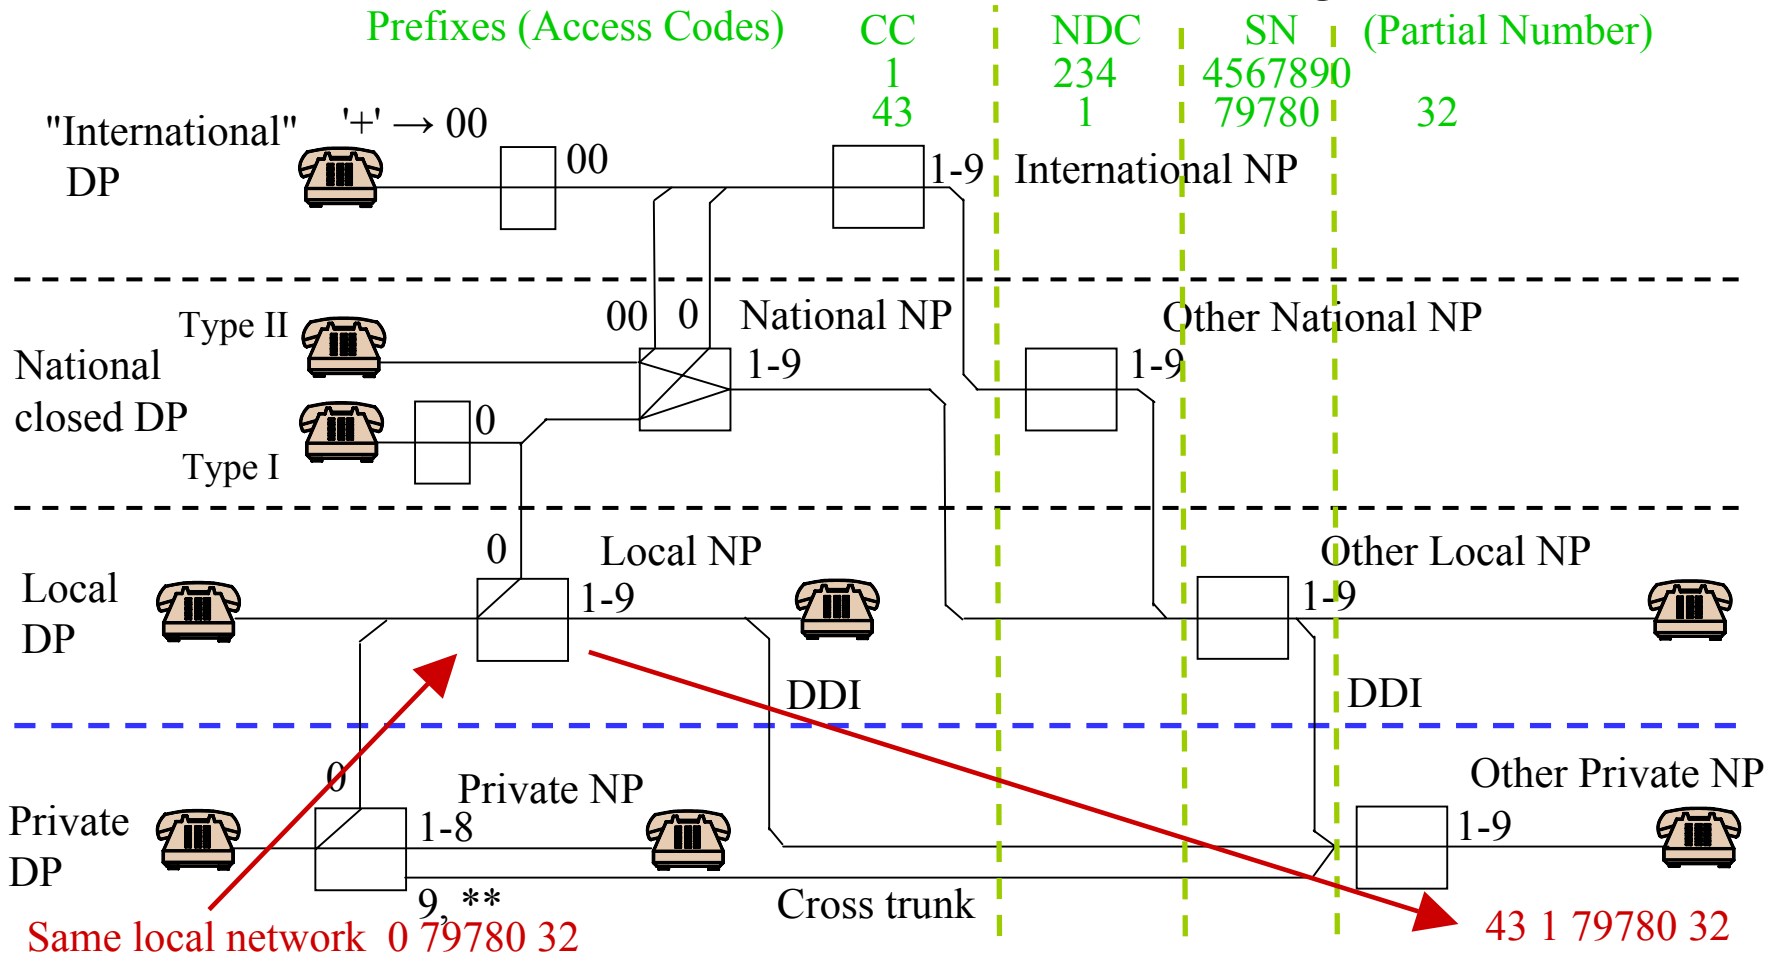 Prefixes (Access Codes) CC NDC SN (Partial Number)
1 234 4567890
43 1 79780 32
"International" '+' → 00
DP
00
1-9 International NP
Type II
00 0 National NP Other National NP
National
closed DP
1-9 1-9
0
Type I
0 Local NP Other Local NP
Local
DP
1-9 1-9
DDI DDI
0
Private NP Other Private NP
Private
DP
1-8 1-9
9, ** Cross trunk
Same local network 0 79780 32 43 1 79780 32